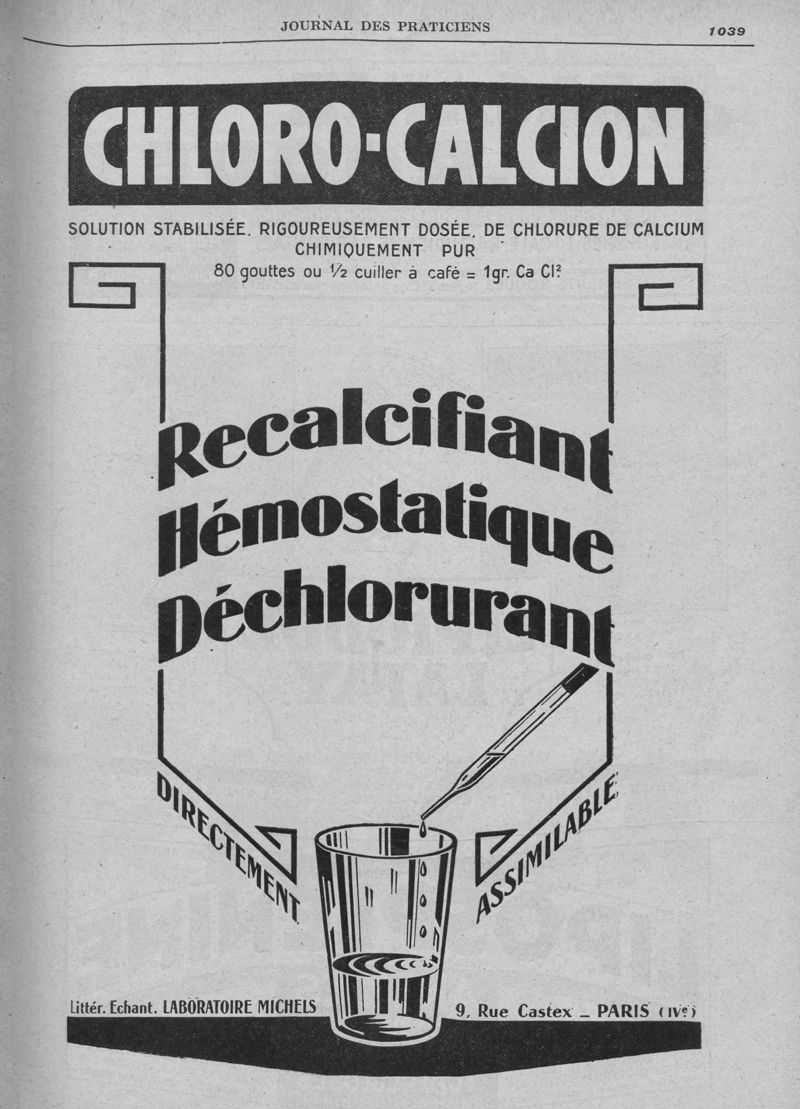 JOURNAL DES PRATICIENS
1039
CHLORO-CALCION
SOLUTION STABILISÉE, RIGOUREUSEMENT DOSÉE, DE CHLORURE DE CALCIUM
CHIMIQUEMENT PUR
80 gouttes ou 1/2 cuiller à café = 1gr. Ca Cl²
Recalcifiant
Hémostatique
Déchlorurant
DIRECTEMENT
ASSIMILABLE
Littér. Echant. LABORATOIRE MICHELS
9, Rue Castex _ PARIS (IVe)